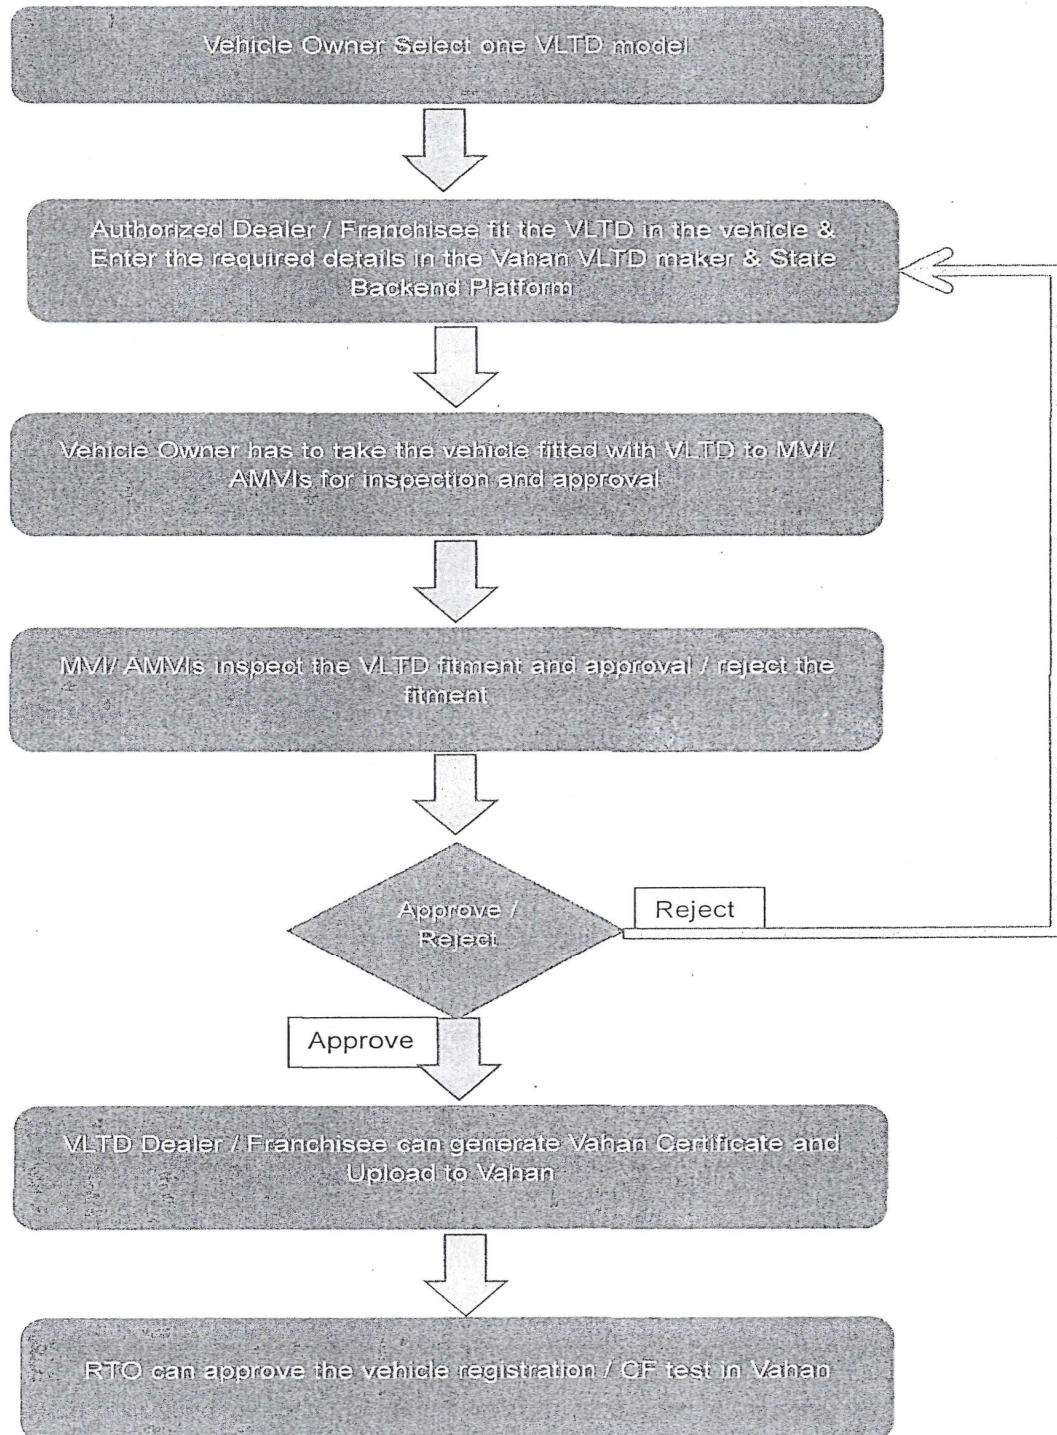 Vehicle Owner Select one VLTD model
Authorized Dealer / Franchisee fit the VLTD in the vehicle &
Enter the required details in the Vahan VLTD maker & State
Backend Platform
Vehicle Owner has to take the vehicle fitted with VLTD to MVI/
AMVIs for inspection and approval
MVI/ AMVIs inspect the VLTD fitment and approval / reject the
fitment
Approve /
Reject
Reject
Approve
VLTD Dealer / Franchisee can generate Vahan Certificate and
Upload to Vahan
RTO can approve the vehicle registration / CF test in Vahan